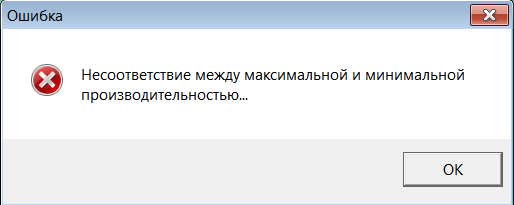 Ошибка
Несоответствие между максимальной и минимальной
производительностью...
OK